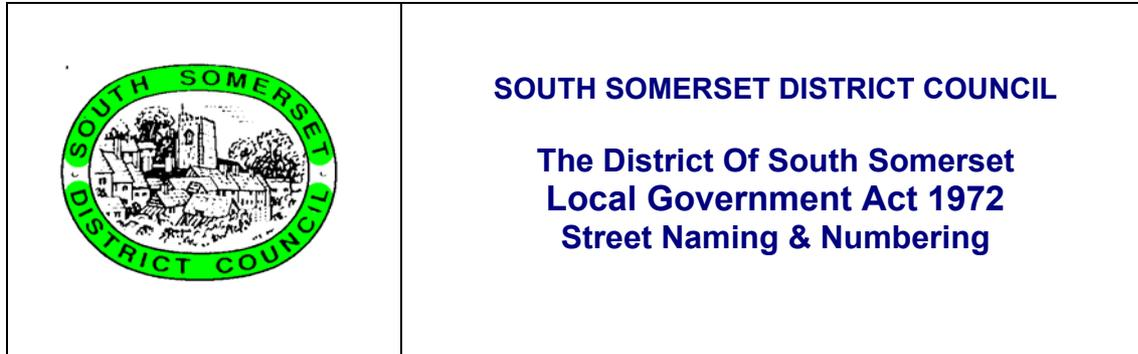 SOUTH SOMERSET
DISTRICT COUNCIL
SOUTH SOMERSET DISTRICT COUNCIL
The District Of South Somerset
Local Government Act 1972
Street Naming & Numbering